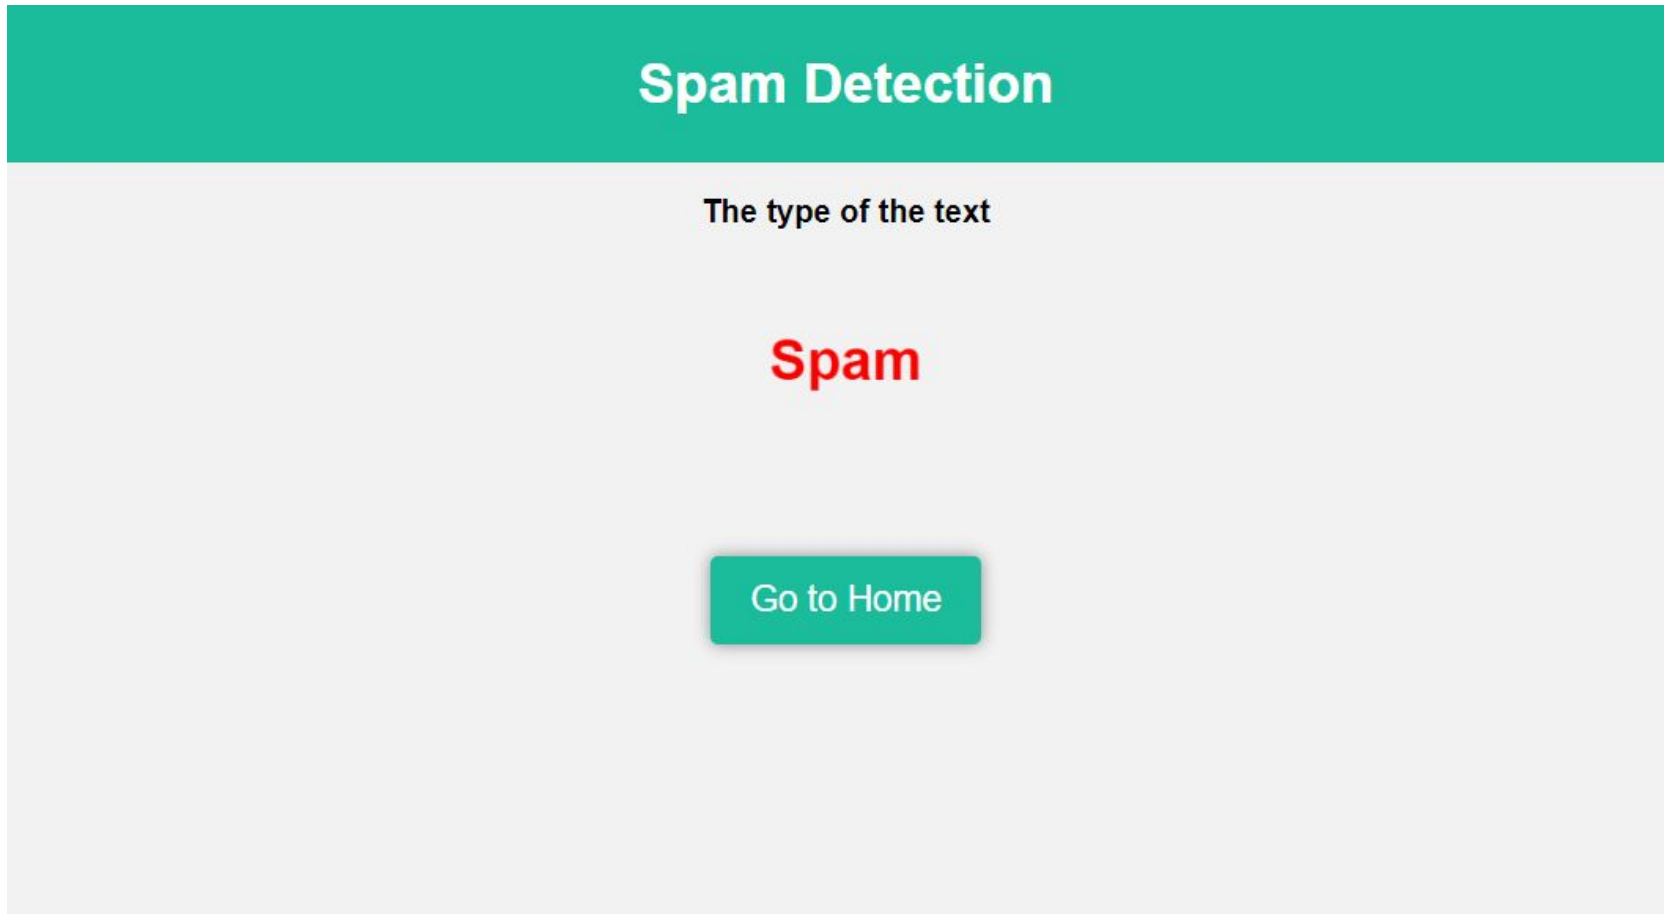 Spam Detection
The type of the text
Spam
Go to Home